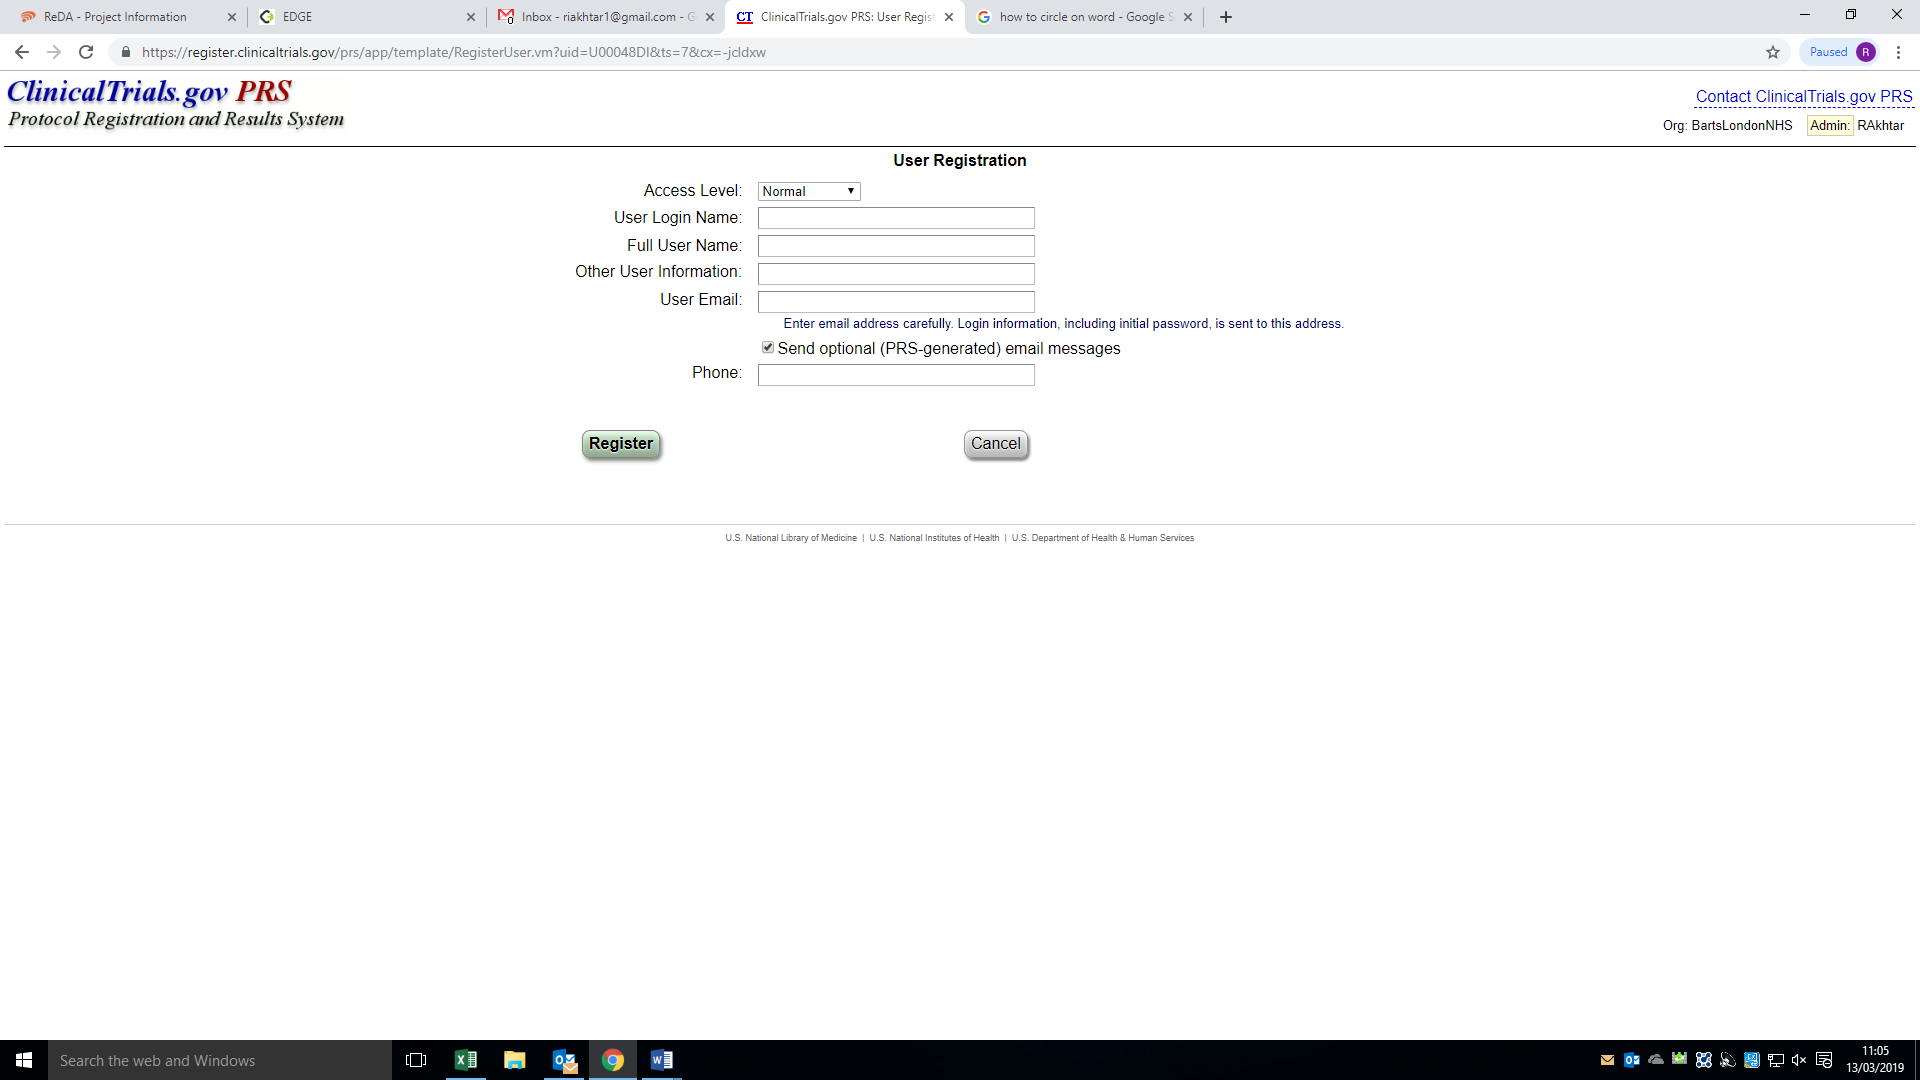 ReDA - Project Information
EDGE
Inbox - riakhtar1@gmail.com - G
ClinicalTrials.gov PRS: User Regist
how to circle on word - Google S
https://register.clinicaltrials.gov/prs/app/template/RegisterUser.vm?uid=U00048DI&ts=7&cx=-jcldxw
Paused R
ClinicalTrials.gov PRS
Protocol Registration and Results System
Contact ClinicalTrials.gov PRS
Org: BartsLondonNHS Admin: RAkhtar
User Registration
Access Level: Normal
User Login Name:
Full User Name:
Other User Information:
User Email:
Enter email address carefully. Login information, including initial password, is sent to this address.
Send optional (PRS-generated) email messages
Phone:
Register Cancel
U.S. National Library of Medicine | U.S. National Institutes of Health | U.S. Department of Health & Human Services
Search the web and Windows
11:05
13/03/2019